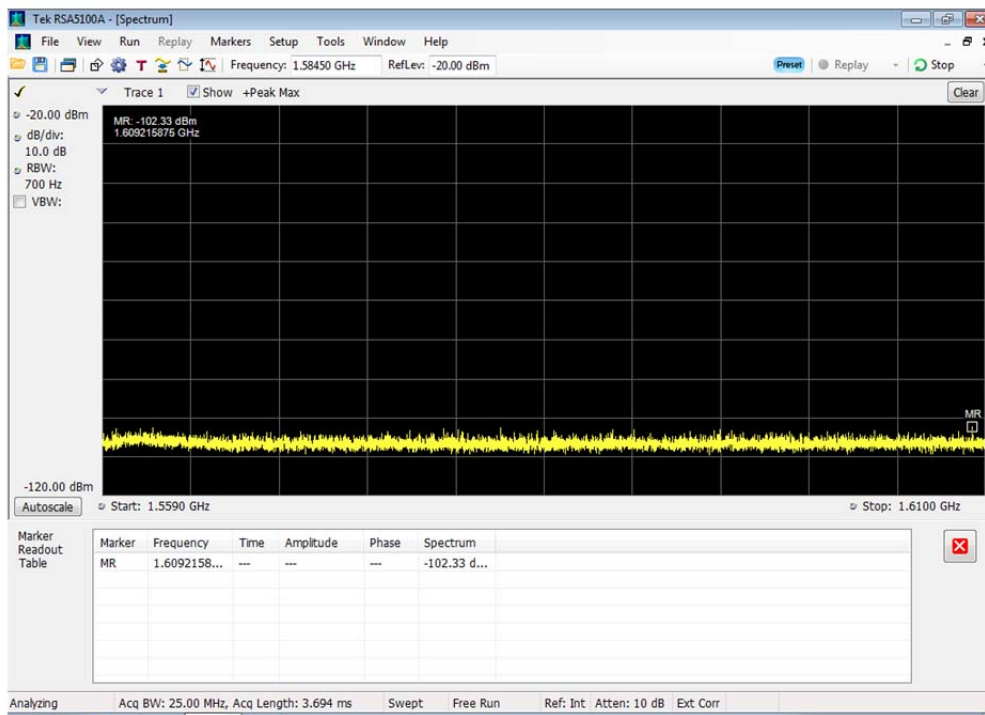 Tek RSA5100A - [Spectrum]
File View Run Replay Markers Setup Tools Window Help
T Frequency: 1.58450 GHz RefLev: -20.00 dBm Preset Replay Stop
Trace 1 Show +Peak Max Clear
-20.00 dBm
dB/div:
10.0 dB
RBW:
700 Hz
VBW:
MR: -102.33 dBm
1.609215875 GHz
MR
-120.00 dBm
Autoscale Start: 1.5590 GHz Stop: 1.6100 GHz
Marker Readout Table
Marker Frequency Time Amplitude Phase Spectrum
MR 1.6092158... --- --- --- -102.33 d...
Analyzing Acq BW: 25.00 MHz, Acq Length: 3.694 ms Swept Free Run Ref: Int Atten: 10 dB Ext Corr